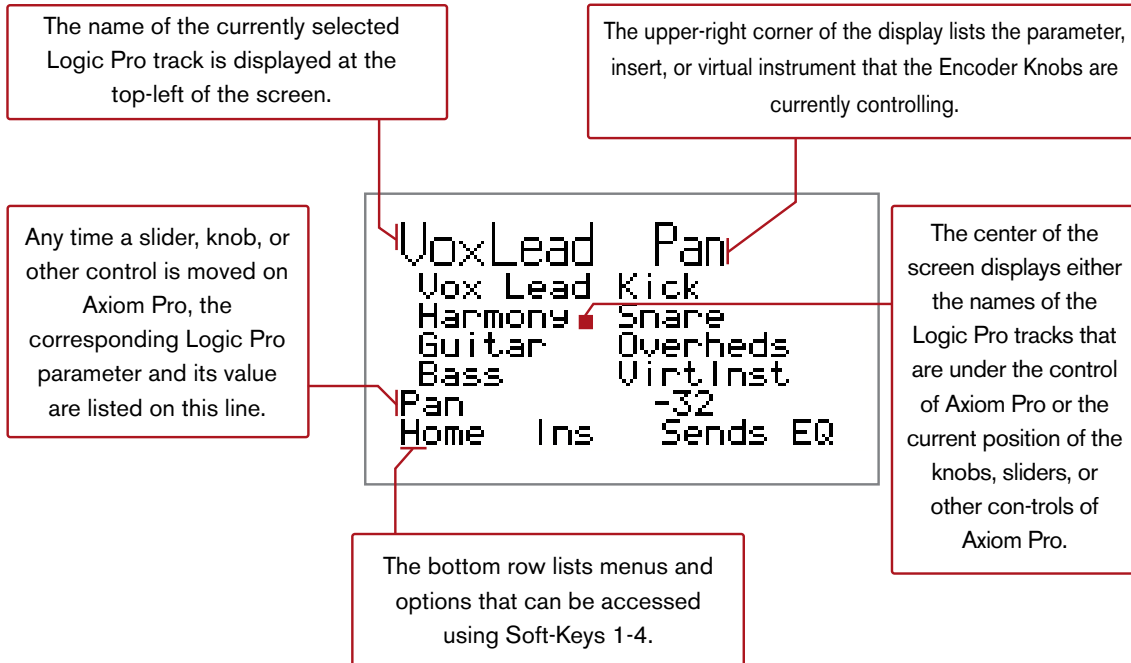 The name of the currently selected
Logic Pro track is displayed at the
top-left of the screen.
The upper-right corner of the display lists the parameter,
insert, or virtual instrument that the Encoder Knobs are
currently controlling.
Any time a slider, knob, or
other control is moved on
Axiom Pro, the
corresponding Logic Pro
parameter and its value
are listed on this line.
VoxLead Pan
Vox Lead Kick
Harmony Snare
Guitar Overheds
Bass VirtInst
Pan -32
Home Ins Sends EQ
The center of the
screen displays either
the names of the
Logic Pro tracks that
are under the control
of Axiom Pro or the
current position of the
knobs, sliders, or
other con-trols of
Axiom Pro.
The bottom row lists menus and
options that can be accessed
using Soft-Keys 1-4.